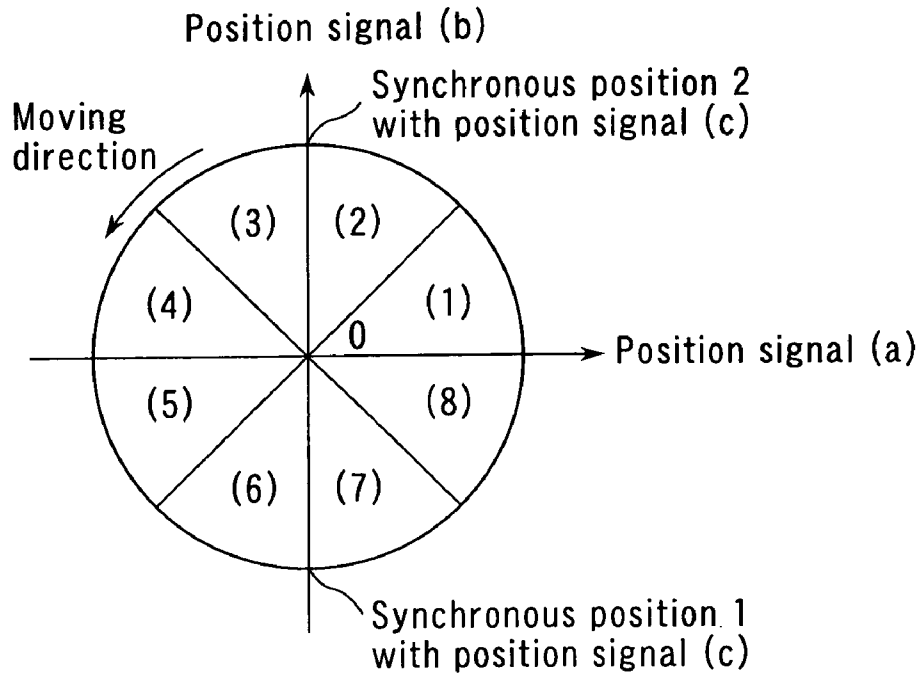 Position signal (b)
Synchronous position 2
with position signal (c)
Moving
direction
(3)
(2)
(4)
(1)
0
Position signal (a)
(5)
(8)
(6)
(7)
Synchronous position 1
with position signal (c)